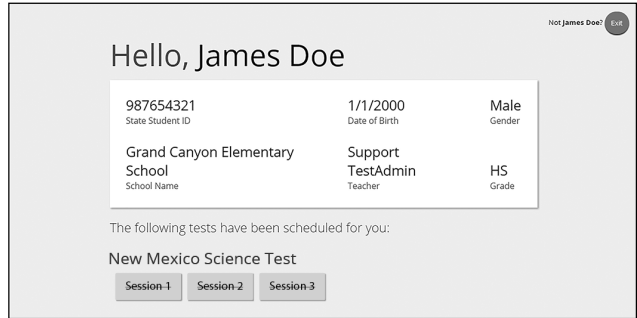 Not James Doe? Exit
Hello, James Doe
987654321 1/1/2000 Male
State Student ID Date of Birth Gender
Grand Canyon Elementary Support
School TestAdmin HS
School Name Teacher Grade
The following tests have been scheduled for you:
New Mexico Science Test
Session 1 Session 2 Session 3